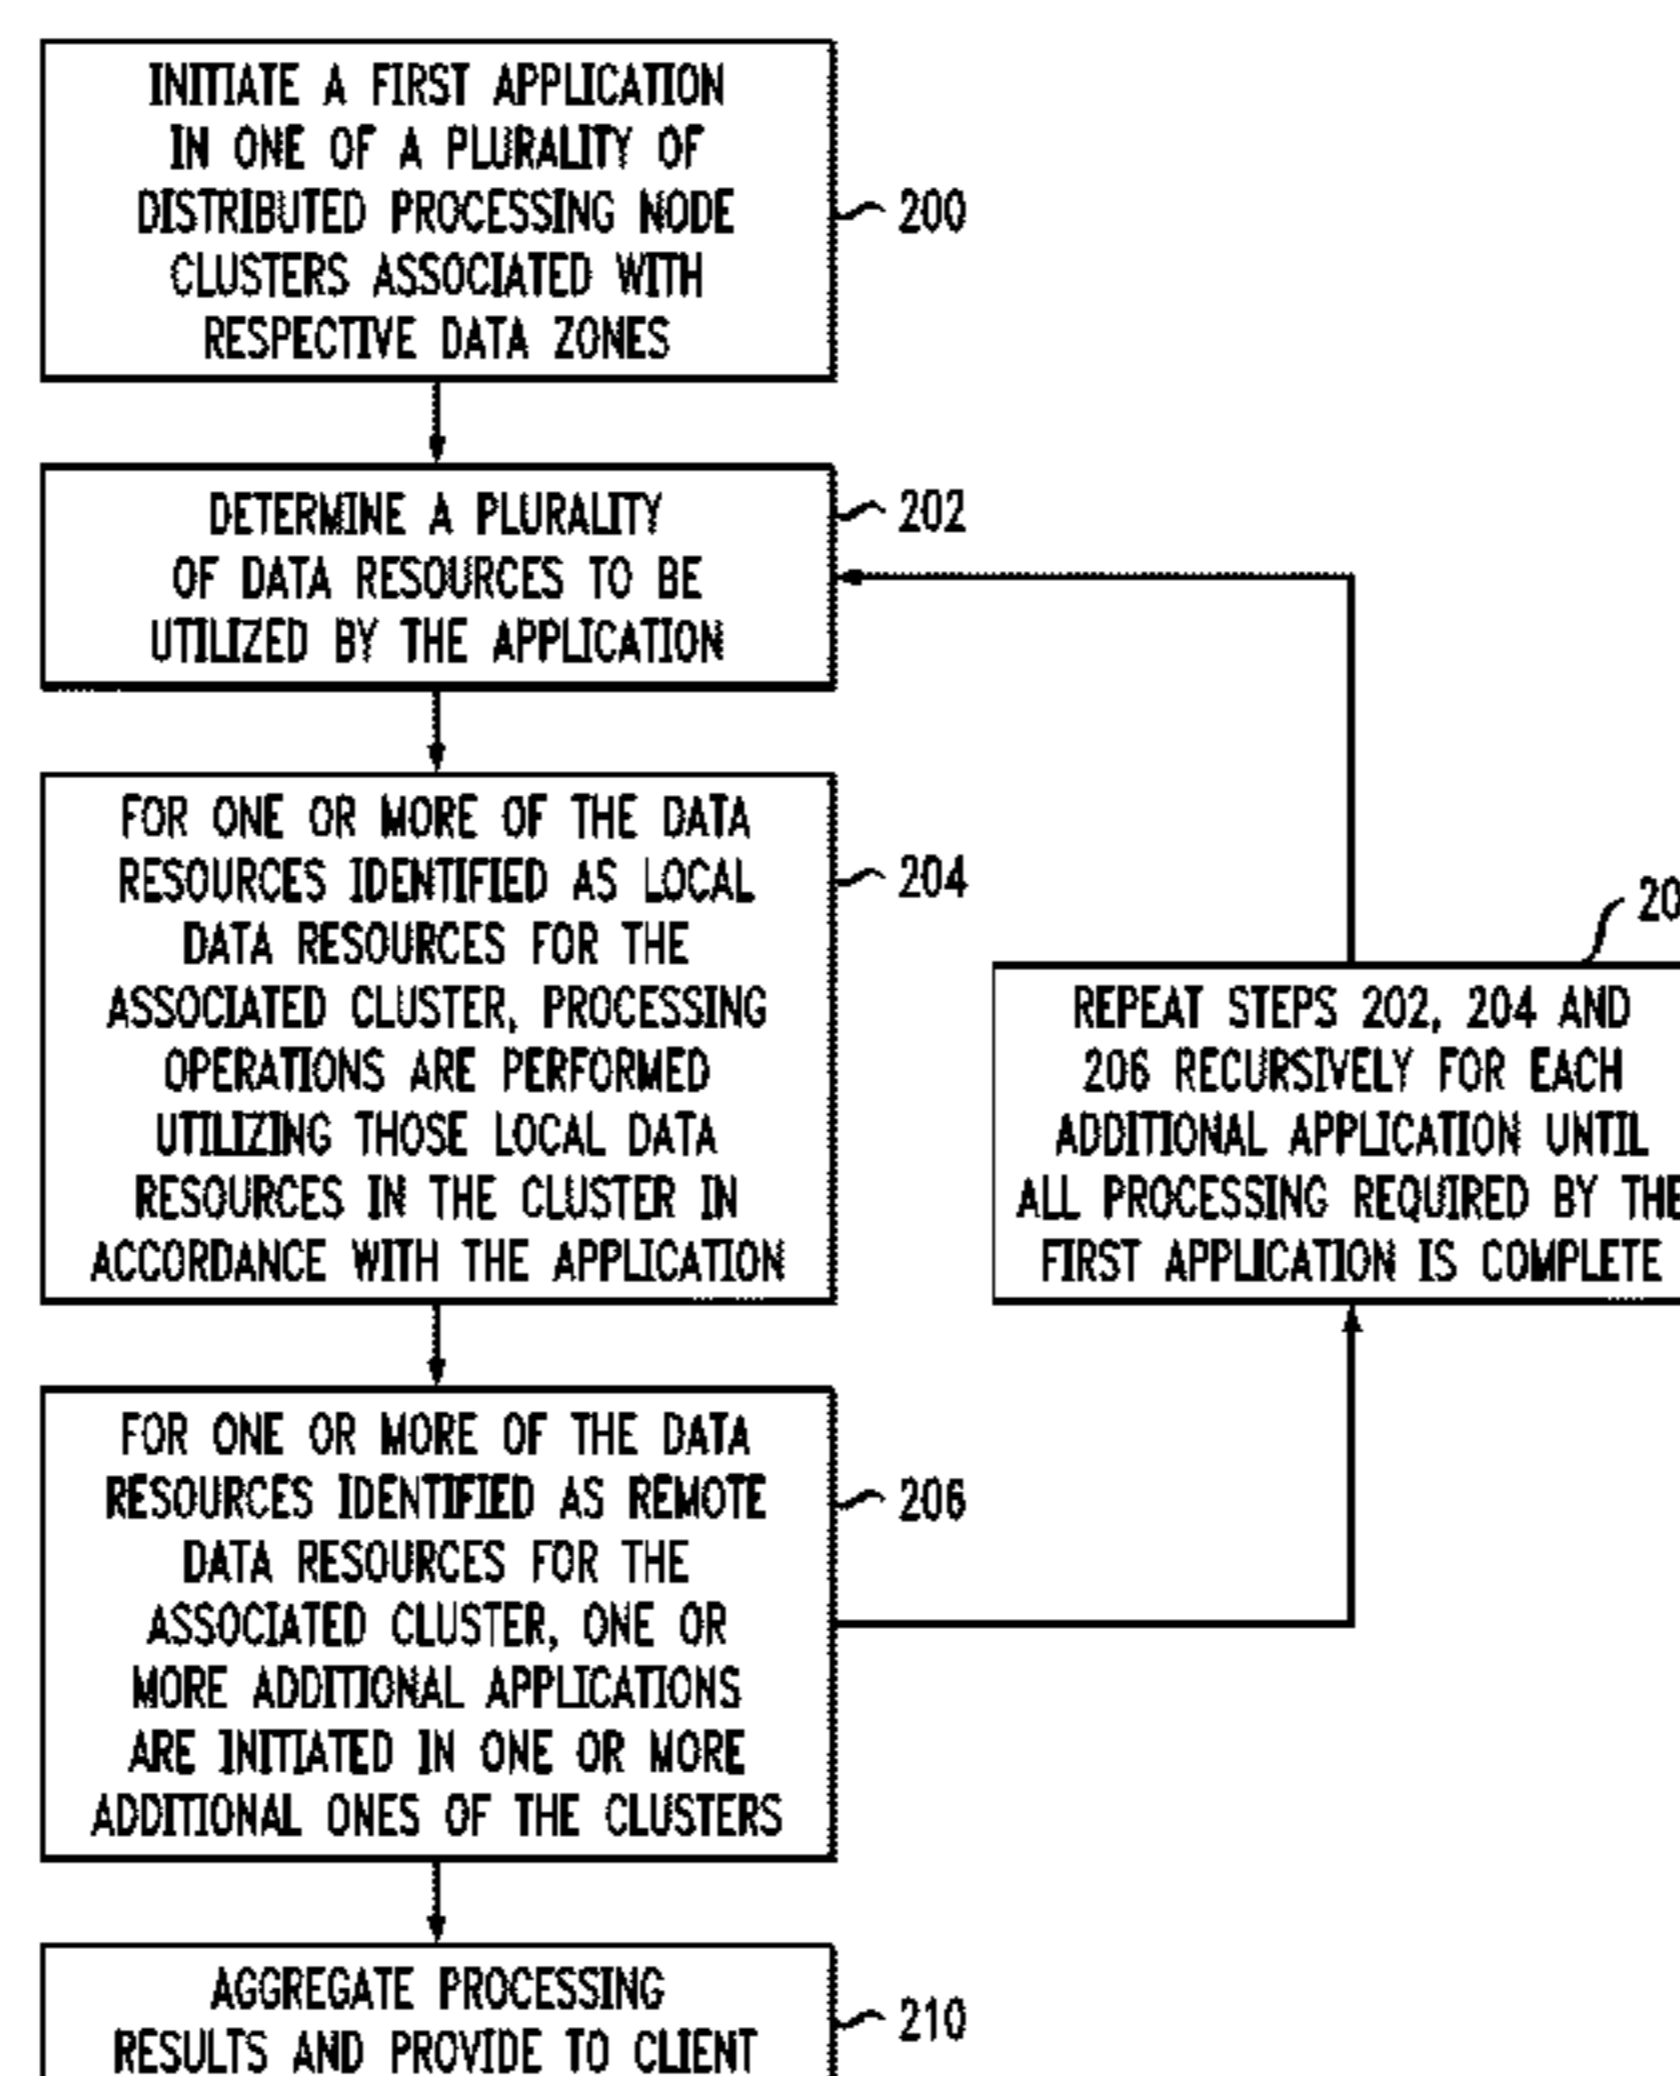 INITIATE A FIRST APPLICATION
IN ONE OF A PLURALITY OF
DISTRIBUTED PROCESSING NODE
CLUSTERS ASSOCIATED WITH
RESPECTIVE DATA ZONES
200
DETERMINE A PLURALITY
OF DATA RESOURCES TO BE
UTILIZED BY THE APPLICATION
202
FOR ONE OR MORE OF THE DATA
RESOURCES IDENTIFIED AS LOCAL
DATA RESOURCES FOR THE
ASSOCIATED CLUSTER, PROCESSING
OPERATIONS ARE PERFORMED
UTILIZING THOSE LOCAL DATA
RESOURCES IN THE CLUSTER IN
ACCORDANCE WITH THE APPLICATION
204
20
REPEAT STEPS 202, 204 AND
206 RECURSIVELY FOR EACH
ADDITIONAL APPLICATION UNTIL
ALL PROCESSING REQUIRED BY THE
FIRST APPLICATION IS COMPLETE
FOR ONE OR MORE OF THE DATA
RESOURCES IDENTIFIED AS REMOTE
DATA RESOURCES FOR THE
ASSOCIATED CLUSTER, ONE OR
MORE ADDITIONAL APPLICATIONS
ARE INITIATED IN ONE OR MORE
ADDITIONAL ONES OF THE CLUSTERS
206
AGGREGATE PROCESSING
RESULTS AND PROVIDE TO CLIENT
210